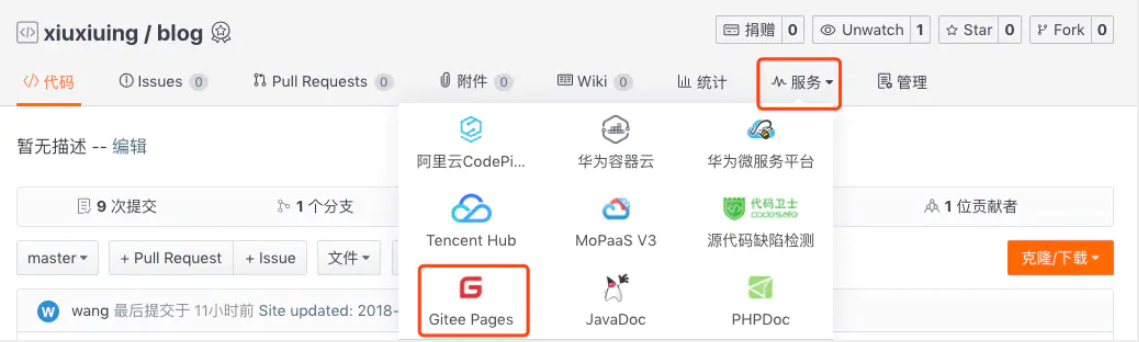 xiuxiuing / blog
捐赠 0
Unwatch 1
Star 0
Fork 0
代码
Issues 0
Pull Requests 0
附件 0
Wiki 0
统计
服务
管理
暂无描述 -- 编辑
阿里云CodePi...
华为容器云
华为微服务平台
9 次提交
1 个分支
Tencent Hub
MoPaaS V3
代码卫士
codesafe
源代码缺陷检测
1 位贡献者
master
+ Pull Request
+ Issue
文件
克隆/下载
W
wang 最后提交于 11小时前 Site updated: 2018-
Gitee Pages
JavaDoc
PHPDoc